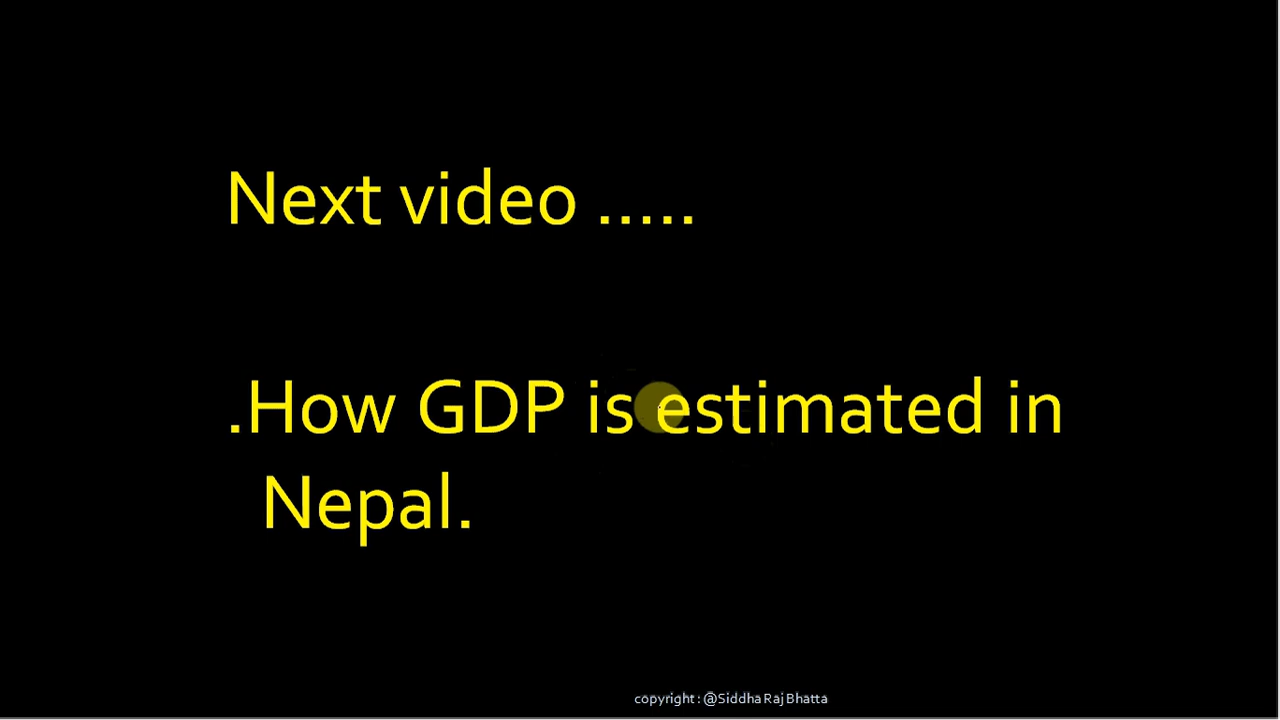 Next video .....
.How GDP is estimated in
Nepal.
copyright : @Siddha Raj Bhatta